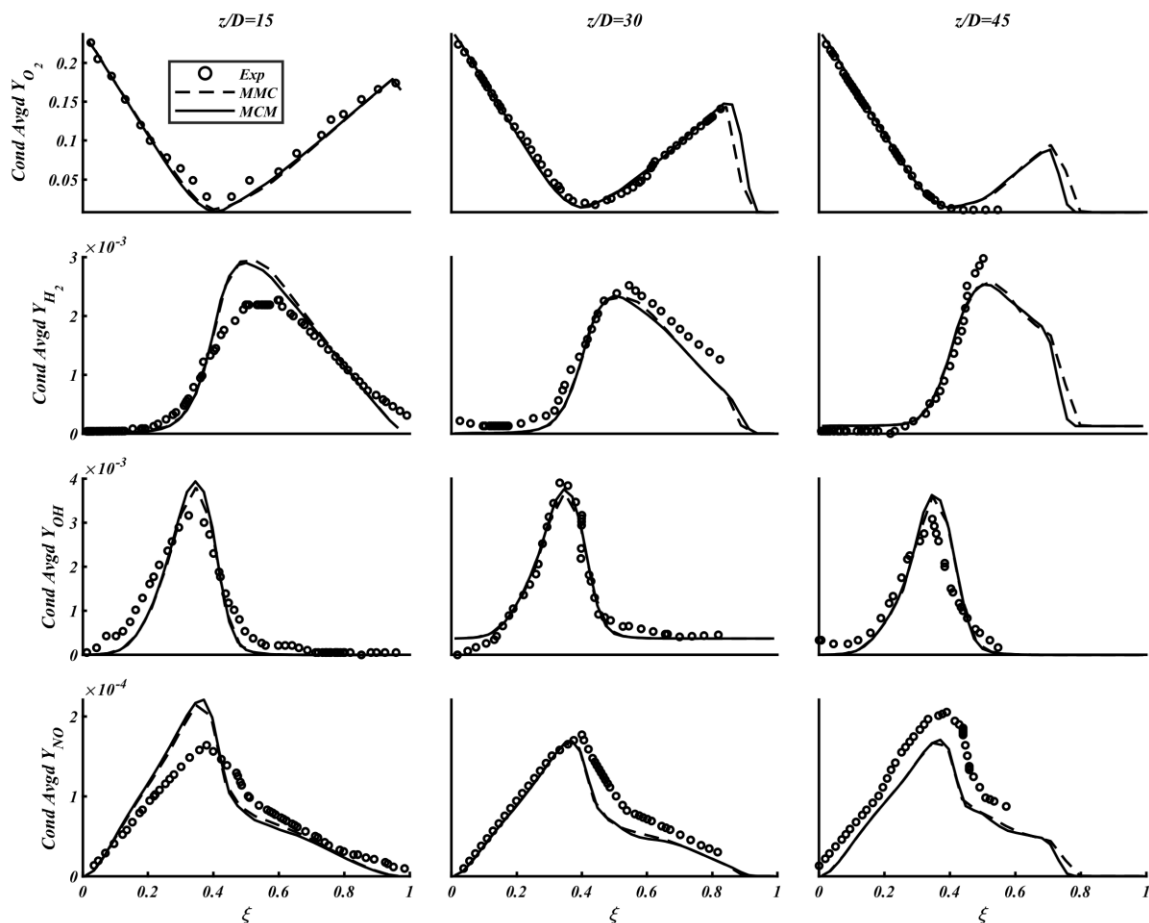 z/D=15
z/D=30
z/D=45
Cond Avgd Y_O_2
0.2
0.15
0.1
0.05
Exp
MMC
MCM
×10^-3
Cond Avgd Y_H_2
3
2
1
0
×10^-3
Cond Avgd Y_OH
4
3
2
1
0
×10^-4
Cond Avgd Y_NO
2
1
0
0 0.2 0.4 0.6 0.8 1
0 0.2 0.4 0.6 0.8 1
0 0.2 0.4 0.6 0.8 1
ξ
ξ
ξ